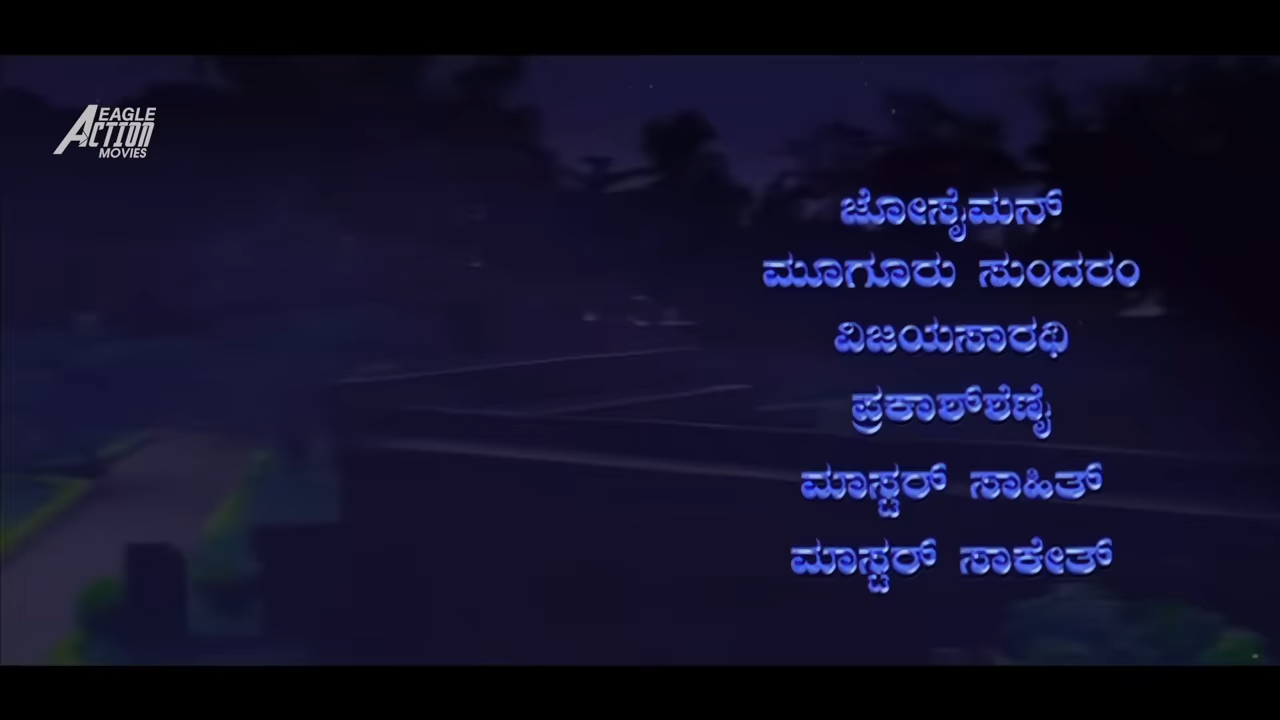 EAGLE
ACTION
MOVIES
ಜೋಸೈಮನ್
ಮೂಗೂರು ಸುಂದರಂ
ವಿಜಯಸಾರಥಿ
ಪ್ರಕಾಶ್‌ಶೆಣೈ
ಮಾಸ್ಟರ್ ಸಾಹಿತ್
ಮಾಸ್ಟರ್ ಸಾಕೇತ್